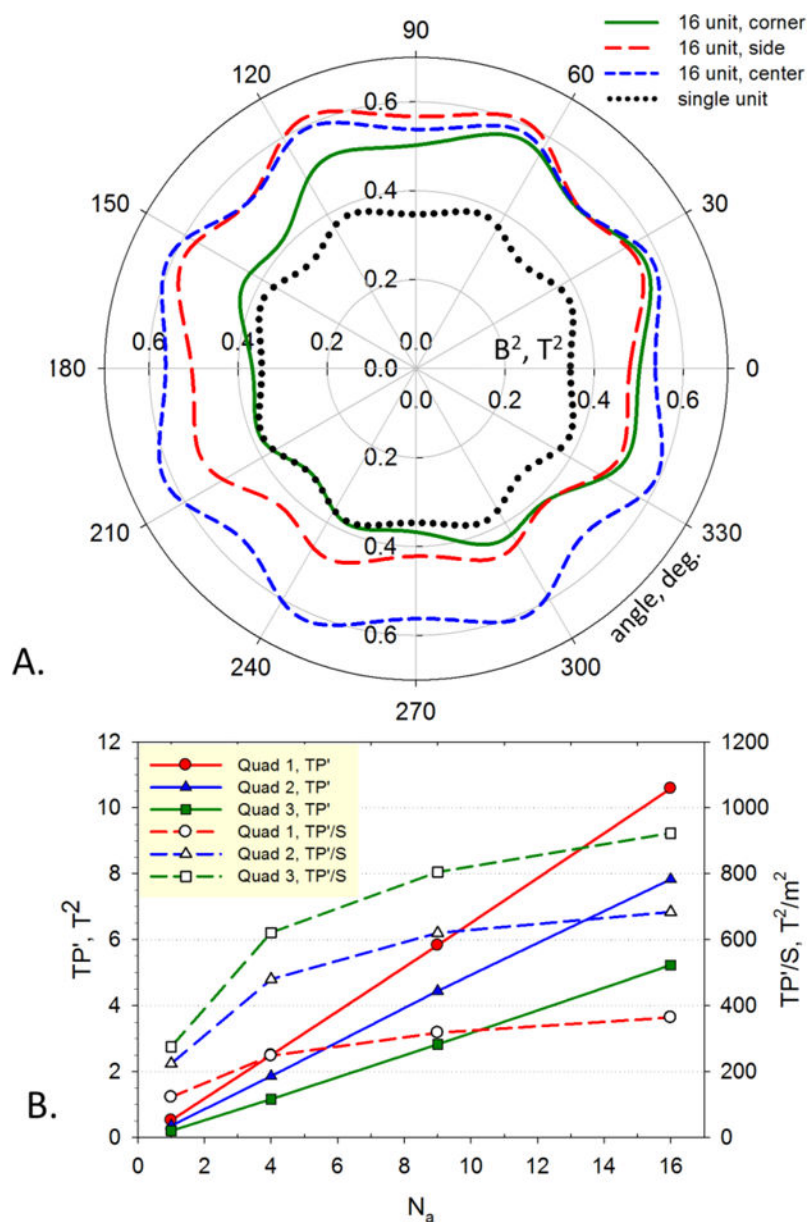 90
16 unit, corner
16 unit, side
16 unit, center
single unit
120
60
0.6
150
30
0.4
0.2
0.6 0.4 0.2 0.0
B², T²
180
0.0
0
0.0 0.2 0.4 0.6
0.2
210
0.4
330
0.6
angle, deg.
240
300
A.
270
12
1200
Quad 1, TP'
Quad 2, TP'
Quad 3, TP'
Quad 1, TP'/S
Quad 2, TP'/S
Quad 3, TP'/S
10
1000
8
800
TP', T²
6
600
TP'/S, T²/m²
4
400
2
200
B.
0
0
0 2 4 6 8 10 12 14 16
Nₐ